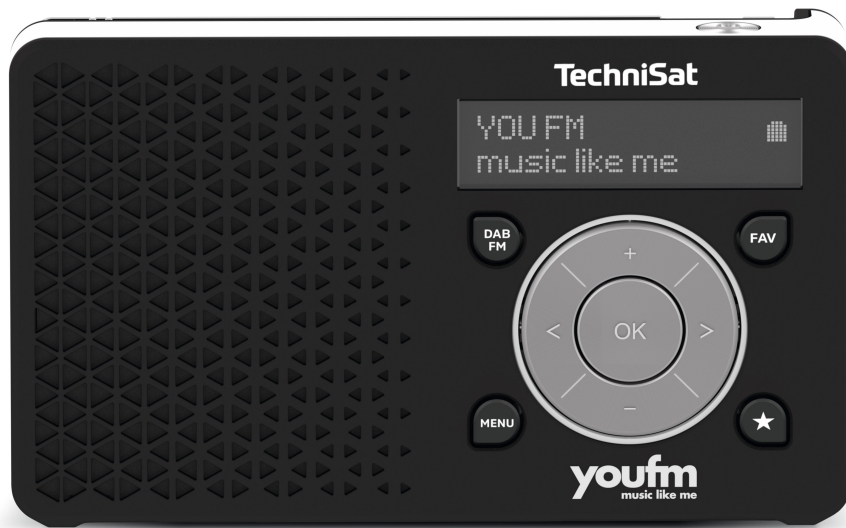 TechniSat
YOU FM
music like me
DAB
FM
FAV
+
< OK >
−
MENU
★
youfm
music like me